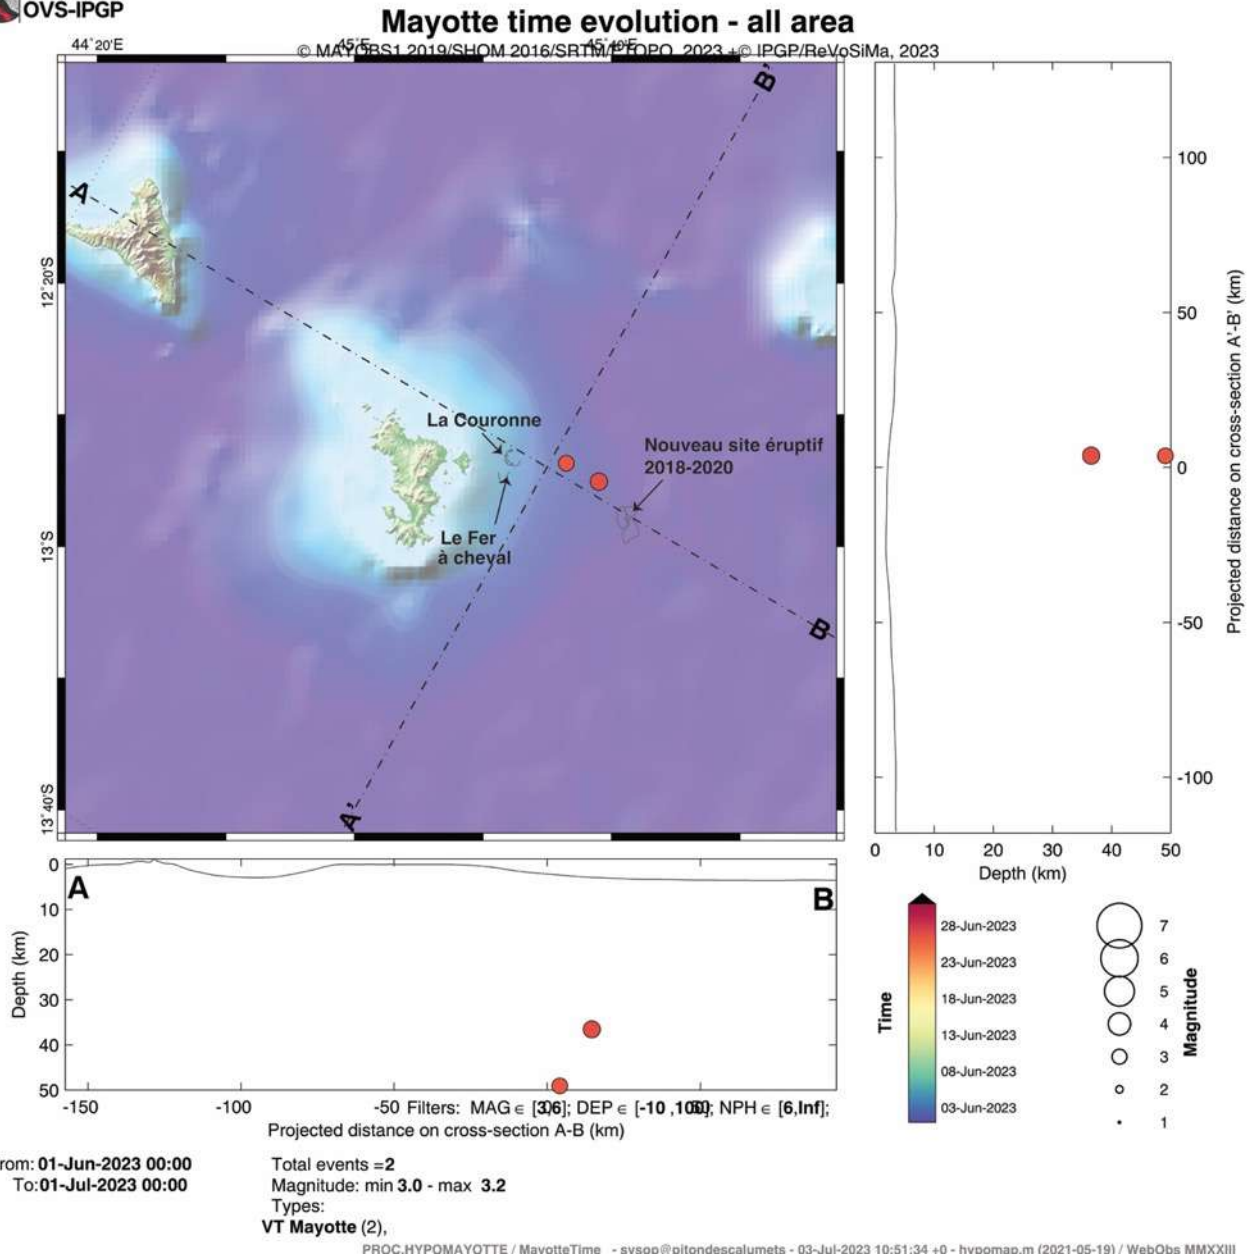 OVS-IPGP
Mayotte time evolution - all area
© MAYOBS1 2019/SHOM 2016/SRTM/ETOPO, 2023 +© IPGP/ReVoSiMa, 2023
44˚20'E
45˚E
45˚40'E
12˚20'S
13˚S
13˚40'S
A
B'
La Couronne
Nouveau site éruptif
2018-2020
Le Fer
à cheval
B
A'
100
50
0
-50
-100
Projected distance on cross-section A'-B' (km)
0 10 20 30 40 50
Depth (km)
A
B
0
10
20
30
40
50
Depth (km)
-150 -100 -50
Filters: MAG ∈ [3,6]; DEP ∈ [-10 ,100]; NPH ∈ [6,Inf];
Projected distance on cross-section A-B (km)
Time
28-Jun-2023
23-Jun-2023
18-Jun-2023
13-Jun-2023
08-Jun-2023
03-Jun-2023
7
6
5
4
3
2
1
Magnitude
rom: 01-Jun-2023 00:00
To:01-Jul-2023 00:00
Total events =2
Magnitude: min 3.0 - max 3.2
Types:
VT Mayotte (2),
PROC.HYPOMAYOTTE / MayotteTime - sysop@pitondescalumets - 03-Jul-2023 10:51:34 +0 - hypomap.m (2021-05-19) / WebObs MMXXIII